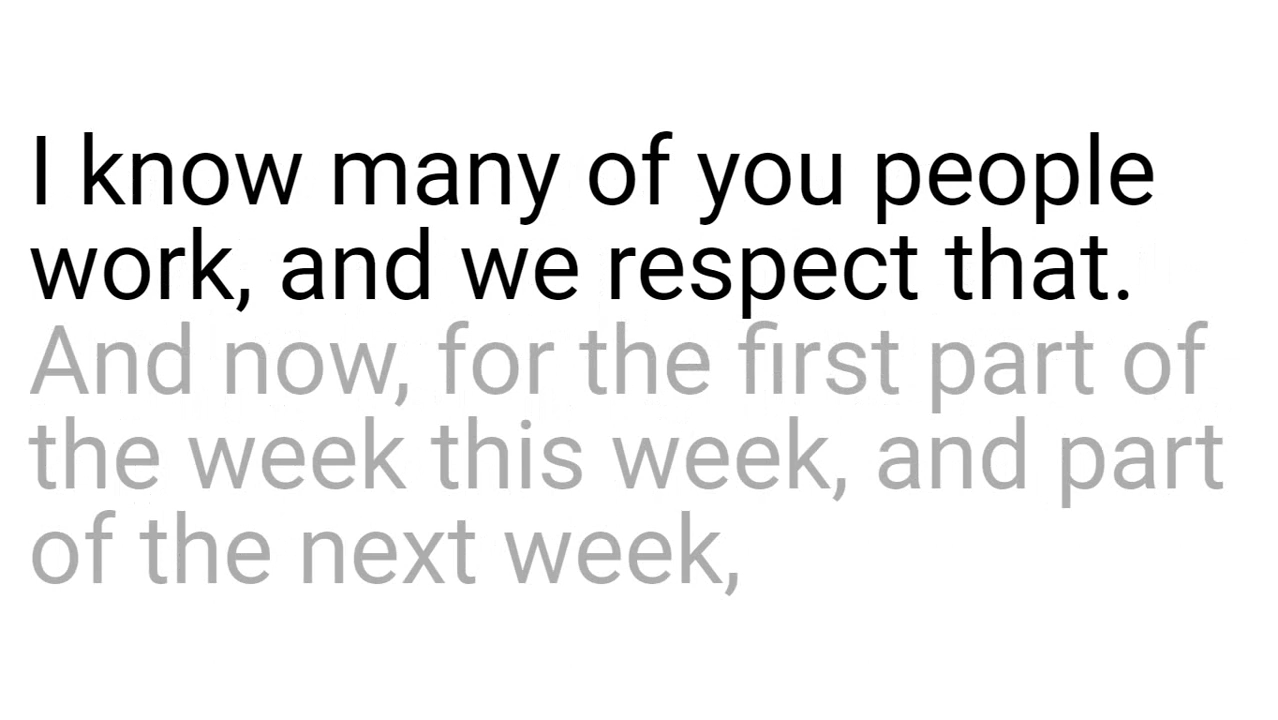 I know many of you people
work, and we respect that.
And now, for the first part of
the week this week, and part
of the next week,